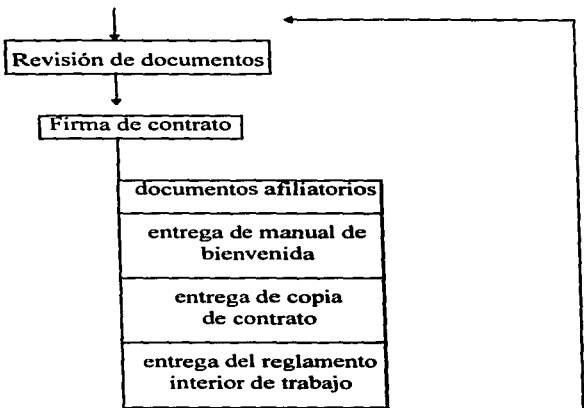 Revisión de documentos
Firma de contrato
documentos afiliatorios
entrega de manual de
bienvenida
entrega de copia
de contrato
entrega del reglamento
interior de trabajo